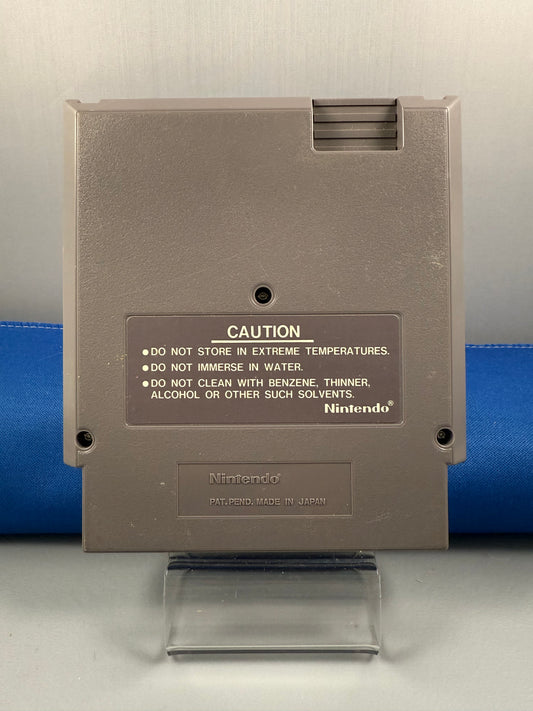 CAUTION
●DO NOT STORE IN EXTREME TEMPERATURES.
●DO NOT IMMERSE IN WATER.
●DO NOT CLEAN WITH BENZENE, THINNER,
ALCOHOL OR OTHER SUCH SOLVENTS.
Nintendo®
Nintendo®
PAT. PEND. MADE IN JAPAN